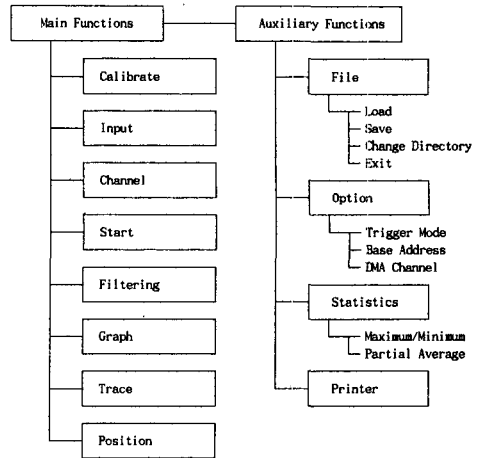 Main Functions
Auxiliary Functions
Calibrate
Input
Channel
Start
Filtering
Graph
Trace
Position
File
Load
Save
Change Directory
Exit
Option
Trigger Mode
Base Address
DMA Channel
Statistics
Maximum/Minimum
Partial Average
Printer